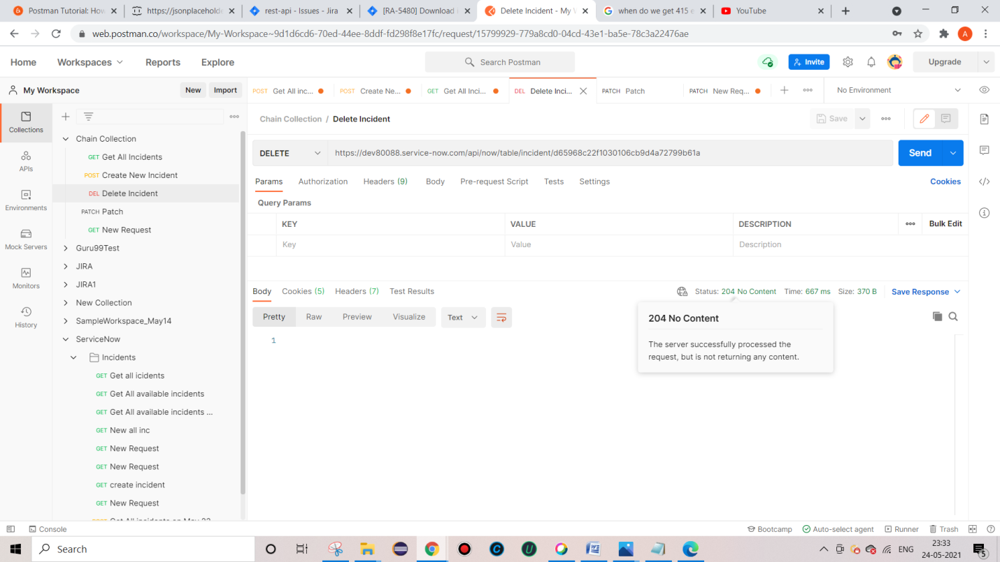 Postman Tutorial: How
https://jsonplaceholde
rest-api - Issues - Jira
[RA-5480] Download
Delete Incident - My W
when do we get 415 e
YouTube
web.postman.co/workspace/My-Workspace~9d1d6cd6-70ed-44ee-8ddf-fd298f8e17fc/request/15799929-779a8cd0-04cd-43e1-ba5e-78c3a22476ae
A
Home
Workspaces
Reports
Explore
Search Postman
Invite
Upgrade
My Workspace
New
Import
POST Get All inc...
POST Create Ne...
GET Get All Inci...
DEL Delete Inci...
PATCH Patch
PATCH New Req...
No Environment
Collections
APIs
Environments
Mock Servers
Monitors
History
Chain Collection
GET Get All Incidents
POST Create New Incident
DEL Delete Incident
PATCH Patch
GET New Request
Guru99Test
JIRA
JIRA1
New Collection
SampleWorkspace_May14
ServiceNow
Incidents
GET Get all icidents
GET Get All available incidents
GET Get All available incidents ...
GET New all inc
GET New Request
GET New Request
GET create incident
GET New Request
Chain Collection / Delete Incident
Save
DELETE
https://dev80088.service-now.com/api/now/table/incident/d65968c22f1030106cb9d4a72799b61a
Send
Params
Authorization
Headers (9)
Body
Pre-request Script
Tests
Settings
Cookies
Query Params
KEY
VALUE
DESCRIPTION
Bulk Edit
Key
Value
Description
Body
Cookies (5)
Headers (7)
Test Results
Status: 204 No Content
Time: 667 ms
Size: 370 B
Save Response
Pretty
Raw
Preview
Visualize
Text
1
204 No Content
The server successfully processed the
request, but is not returning any content.
Console
Bootcamp
Auto-select agent
Runner
Trash
Search
ENG
23:33
24-05-2021
5